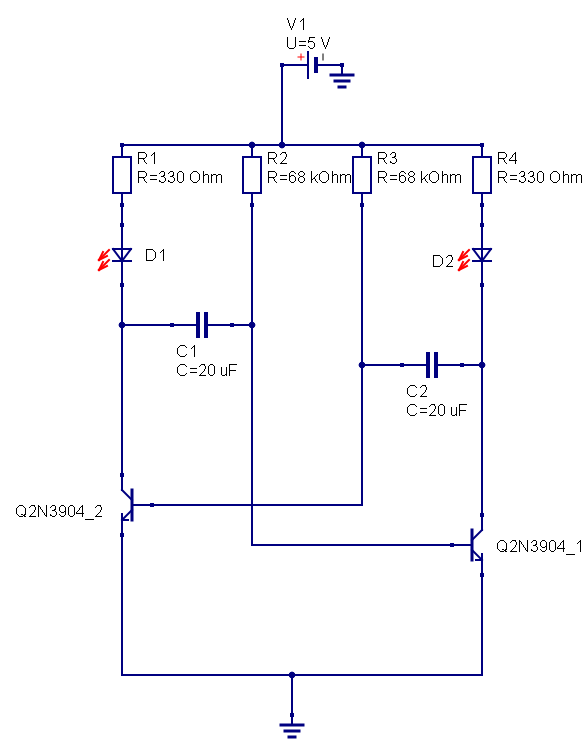 V1
U=5 V
R1
R=330 Ohm
R2
R=68 kOhm
R3
R=68 kOhm
R4
R=330 Ohm
D1
D2
C1
C=20 uF
C2
C=20 uF
Q2N3904_2
Q2N3904_1